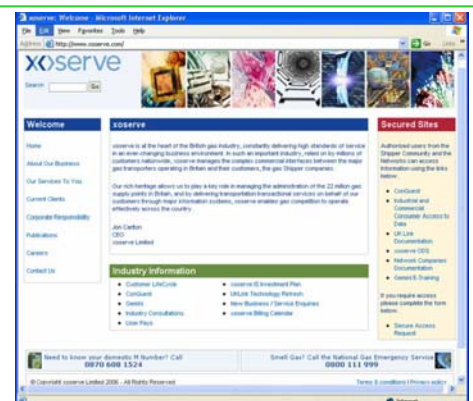 xoserve: Welcome - Microsoft Internet Explorer
File Edit View Favorites Tools Help
Address http://www.xoserve.com/ Go Links
xoserve
Search Go
Welcome
Home
About Our Business
Our Services To You
Current Clients
Corporate Responsibility
Publications
Careers
Contact Us
xoserve
xoserve is at the heart of the British gas industry, constantly delivering high standards of service
in an ever-changing business environment. In such an important industry, relied on by millions of
customers nationwide, xoserve manages the complex commercial interfaces between the major
gas transporters operating in Britain and their customers, the gas Shipper companies.
Our rich heritage allows us to play a key role in managing the administration of the 22 million gas
supply points in Britain, and by delivering transportation transactional services on behalf of our
customers through major information systems, xoserve enables gas competition to operate
effectively across the country.
Jon Carlton
CEO
xoserve Limited
Industry Information
Customer LifeCycle
ConQuest
Gemini
Industry Consultations
User Pays
xoserve IS Investment Plan
UKLink Technology Refresh
New Business / Service Enquiries
xoserve Billing Calendar
Secured Sites
Authorised users from the
Shipper Community and the
Networks can access
information using the links
below:
ConQuest
Industrial and
Commercial
Consumer Access to
Data
UK Link
Documentation
xoserve ODS
Network Companies
Documentation
Gemini E-Training
If you require access
please complete the form
below:
Secure Access
Request
Need to know your domestic M Number? Call
0870 608 1524
Smell Gas? Call the National Gas Emergency Service
0800 111 999
© Copyright xoserve Limited 2008 - All Rights Reserved
Terms & conditions | Privacy policy
Internet